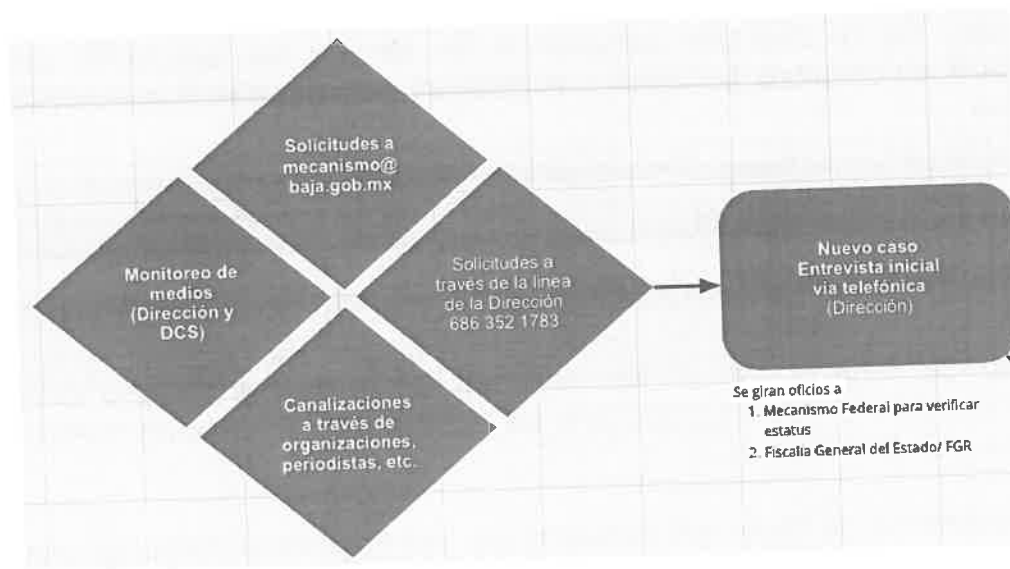 Solicitudes a
mecanismo@
baja.gob.mx
Monitoreo de
medios
(Dirección y
DCS)
Solicitudes a
través de la línea
de la Dirección
686 352 1783
Canalizaciones
a través de
organizaciones,
periodistas, etc.
Nuevo caso
Entrevista inicial
via telefónica
(Dirección)
Se giran oficios a
1. Mecanismo Federal para verificar
estatus
2. Fiscalía General del Estado/ FGR